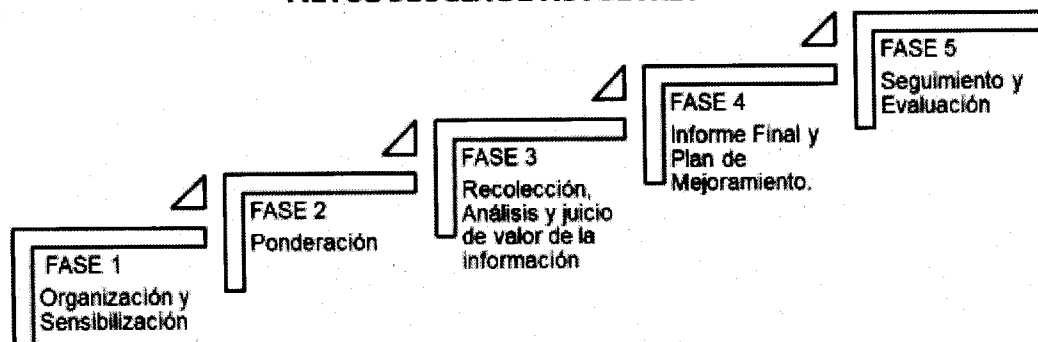 FASE 1
Organización y
Sensibilización
FASE 2
Ponderación
FASE 3
Recolección,
Análisis y juicio
de valor de la
información
FASE 4
Informe Final y
Plan de
Mejoramiento.
FASE 5
Seguimiento y
Evaluación